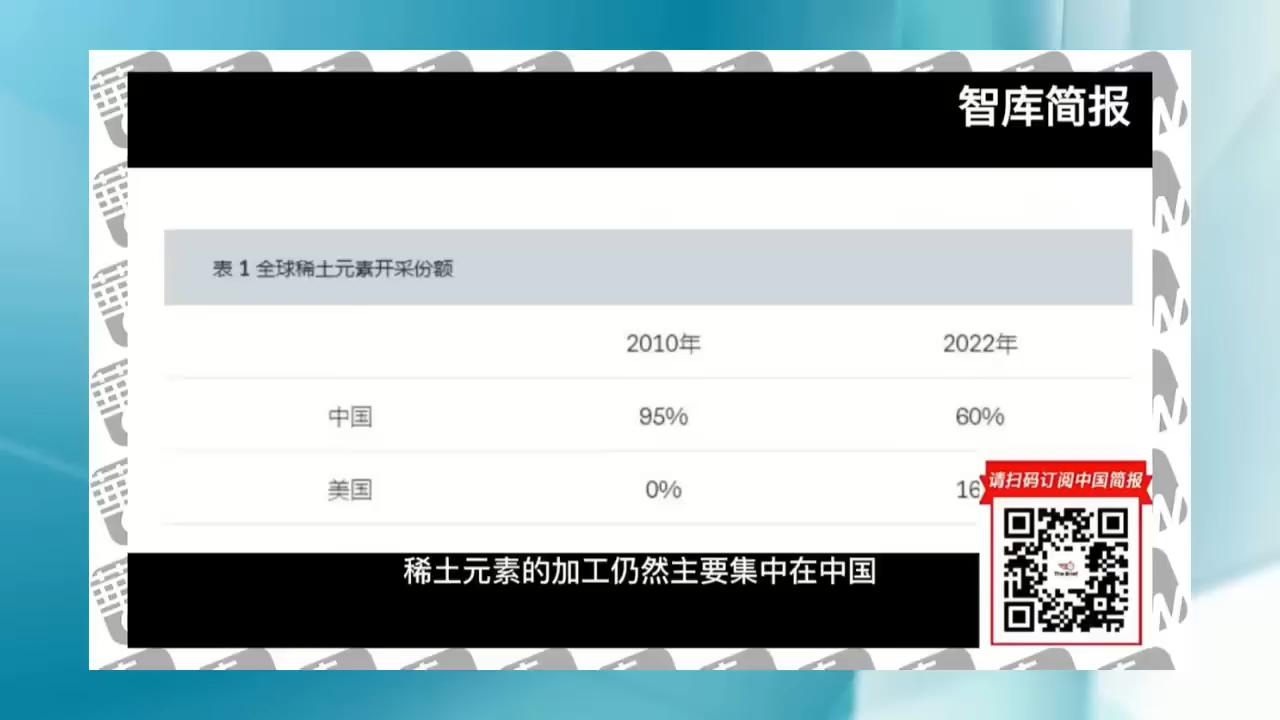 智库简报
表 1 全球稀土元素开采份额
2010年 2022年
中国 95% 60%
美国 0% 16
请扫码订阅中国简报
稀土元素的加工仍然主要集中在中国